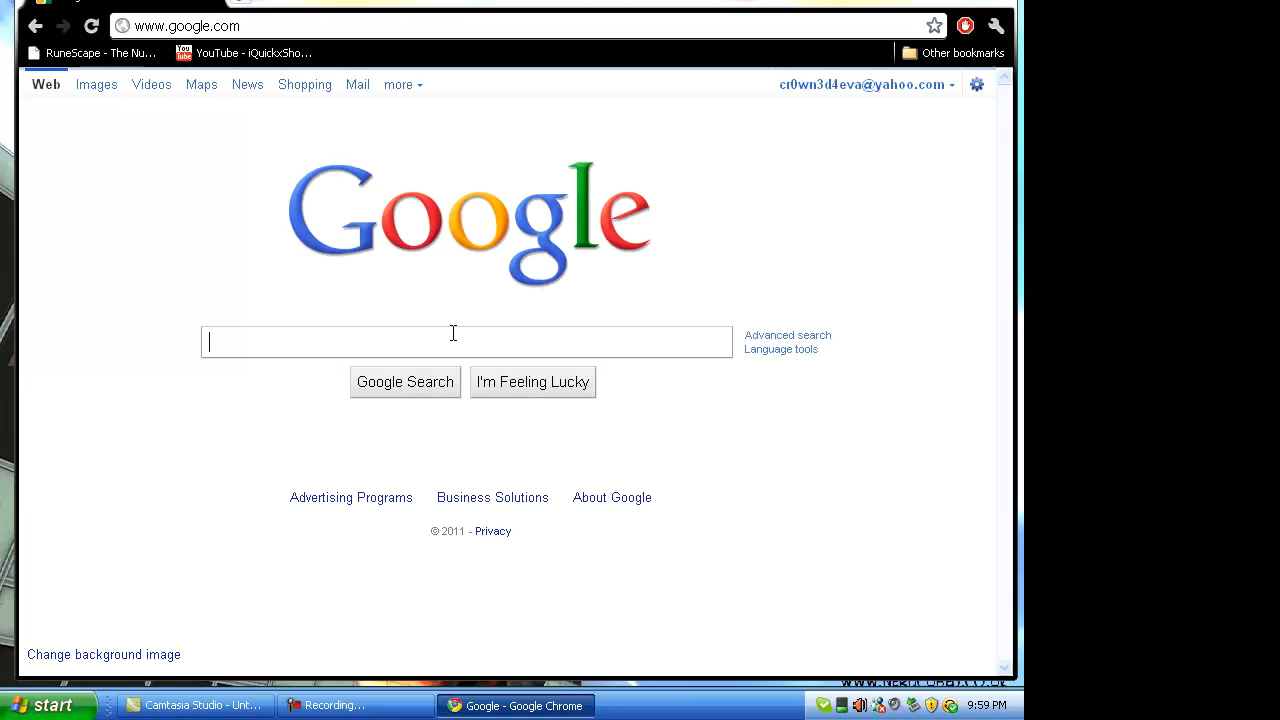 www.google.com
RuneScape - The Nu...
You Tube
YouTube - iQuickxSho...
Other bookmarks
Web Images Videos Maps News Shopping Mail more
cr0wn3d4eva@yahoo.com
Google
Advanced search
Language tools
Google Search I'm Feeling Lucky
Advertising Programs Business Solutions About Google
© 2011 - Privacy
Change background image
start Camtasia Studio - Unt... Recording... Google - Google Chrome 9:59 PM